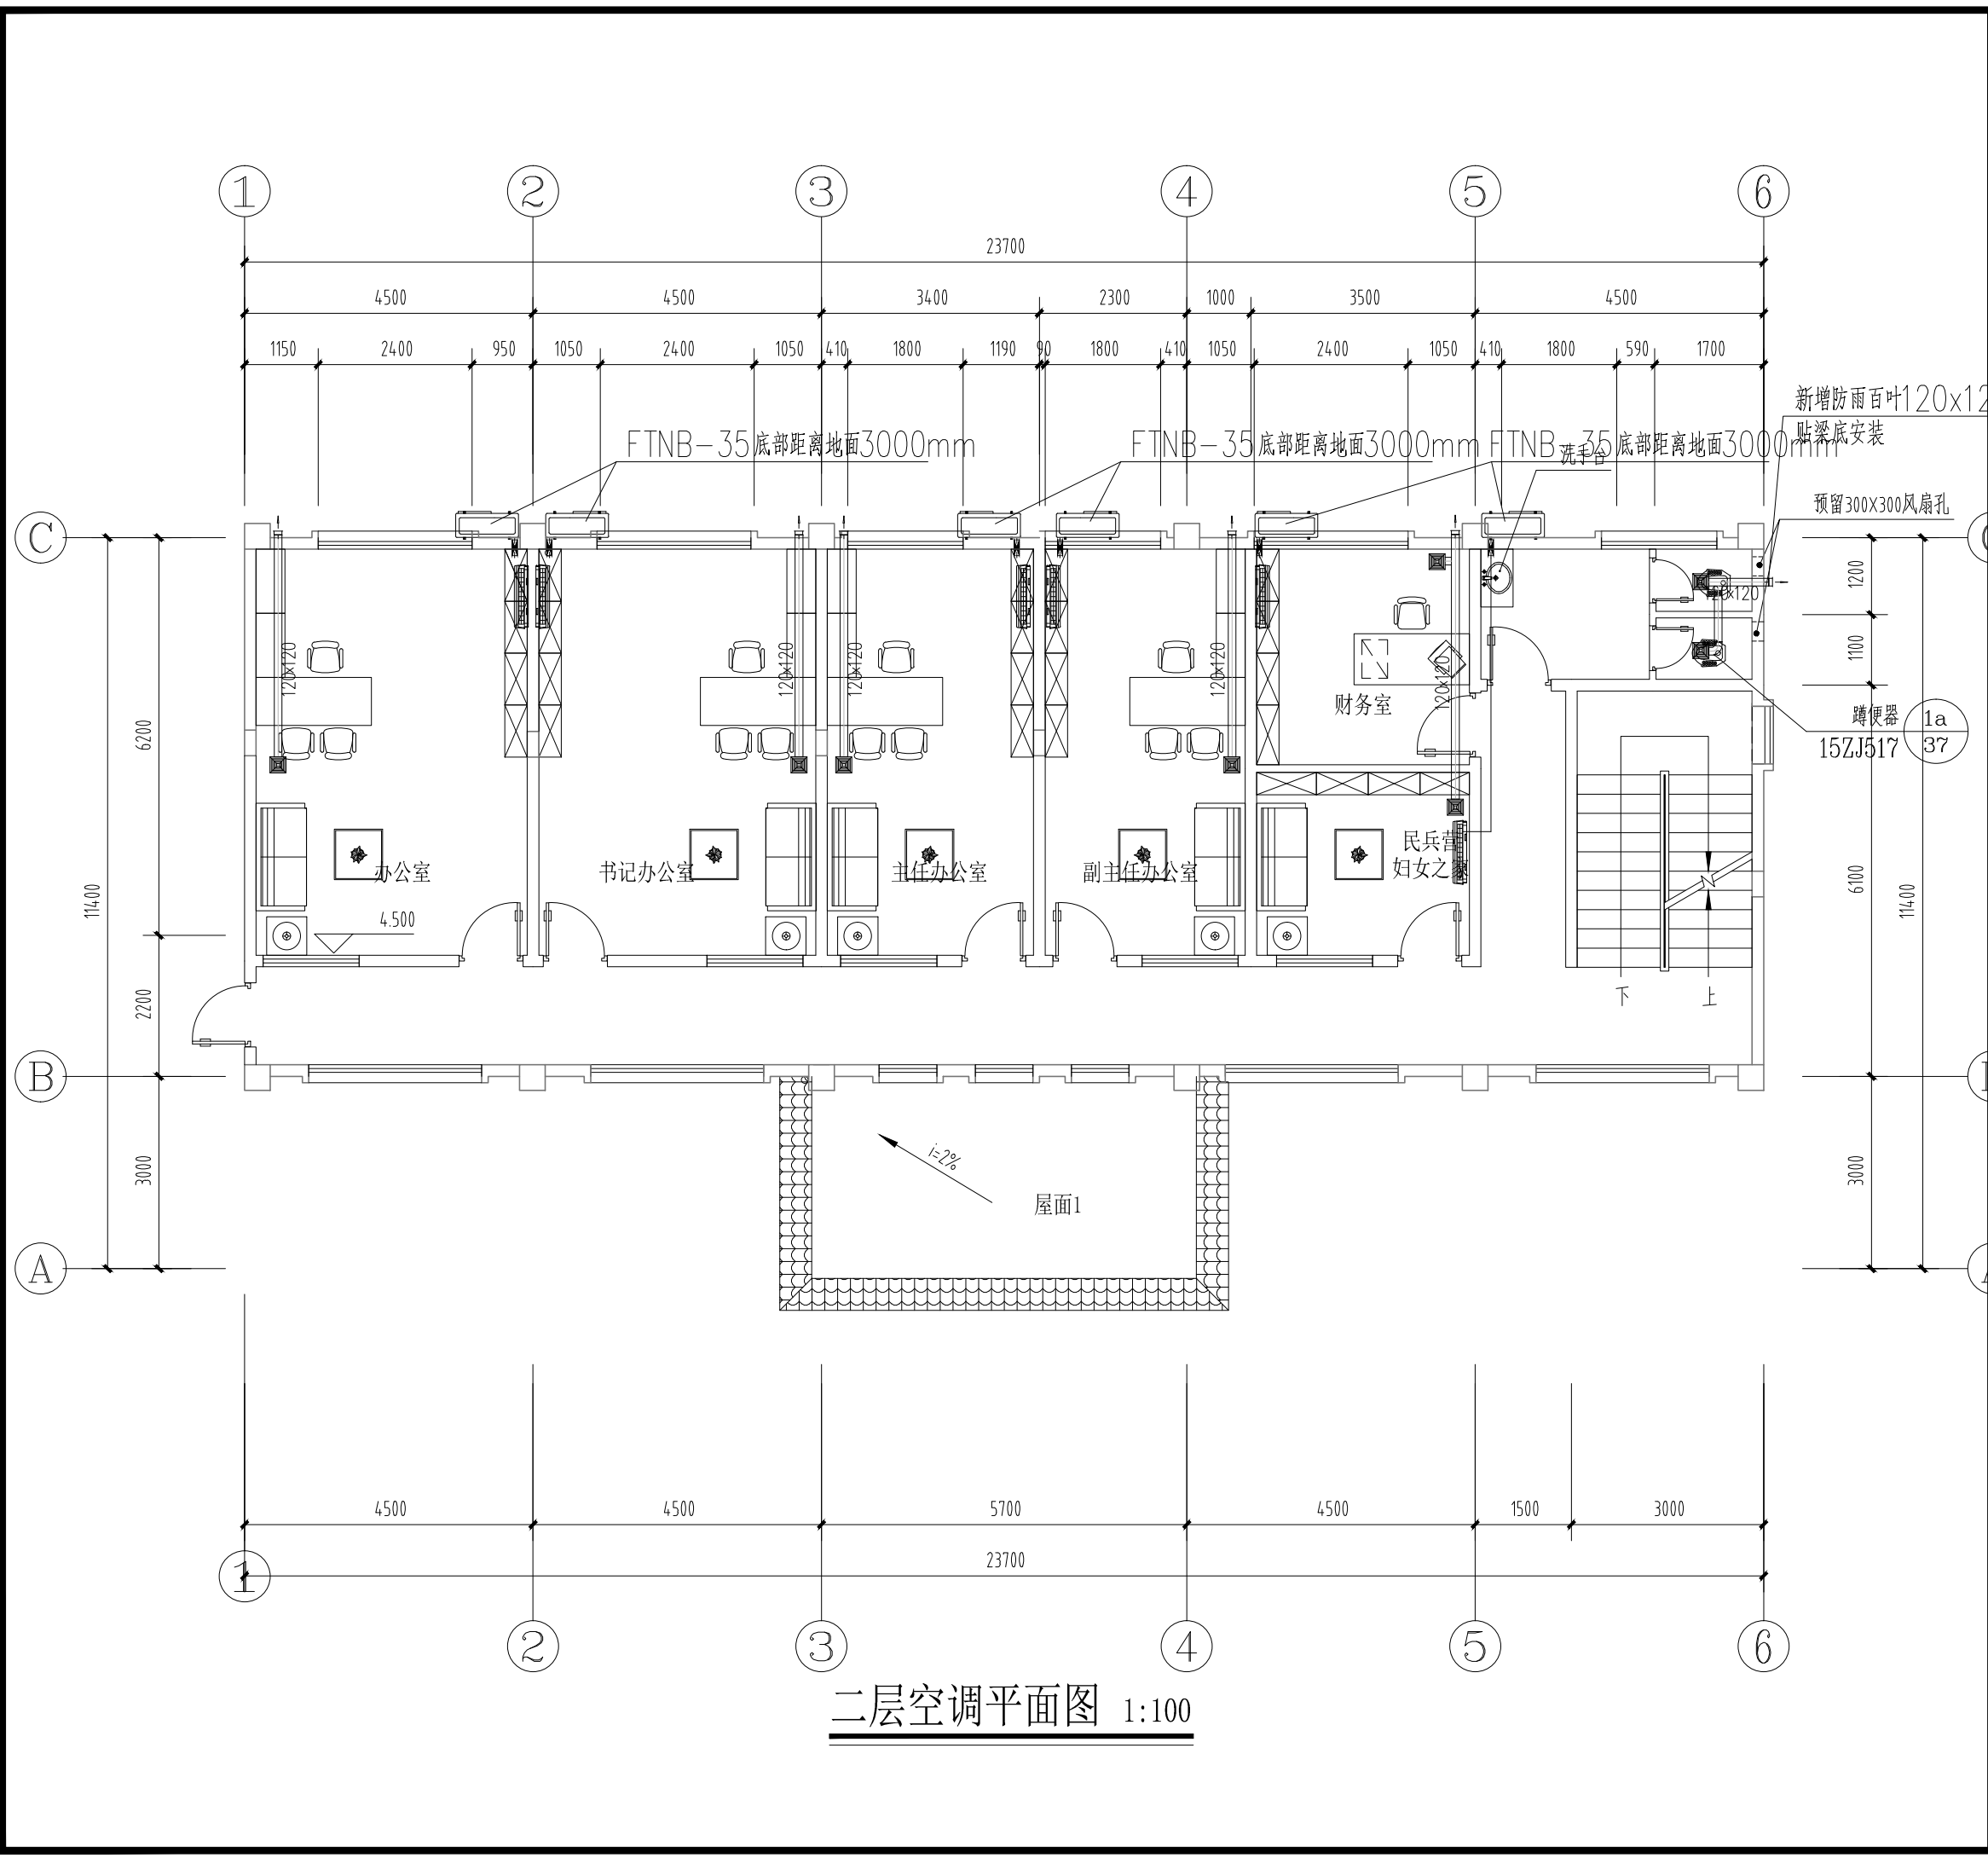 1 2 3 4 5 6
23700
4500 4500 3400 2300 1000 3500 4500
1150 2400 950 1050 2400 1050 410 1800 1190 90 1800 410 1050 2400 1050 410 1800 590 1700
新增防雨百叶120x12
贴梁底安装
FTNB-35底部距离地面3000mm
FTNB-35底部距离地面3000mm
FTNB-35底部距离地面3000mm
洗手台
预留300X300风扇孔
C
1200
120x120
1100
120x120
120x120
120x120
120x120
120x120
财务室
6200
蹲便器
15ZJ517
1a
37
办公室
书记办公室
主任办公室
副主任办公室
民兵营
妇女之家
6100
11400
11400
4.500
2200
下
上
B
3000
i=2%
屋面1
3000
A
4500 4500 5700 4500 1500 3000
23700
1
2 3 4 5 6
二层空调平面图 1:100